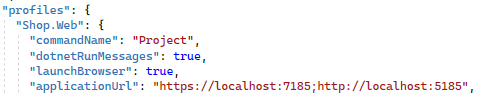 "profiles": {
"Shop.Web": {
"commandName": "Project",
"dotnetRunMessages": true,
"launchBrowser": true,
"applicationUrl": "https://localhost:7185;http://localhost:5185",